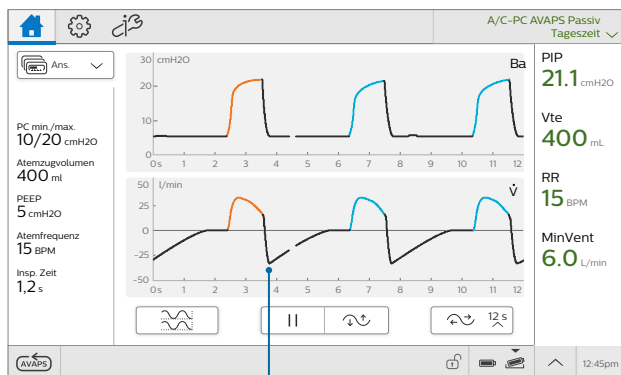 A/C-PC AVAPS Passiv
Tageszeit
Ans.
PC min./max.
10/20 cmH2O
Atemzugvolumen
400 ml
PEEP
5 cmH2O
Atemfrequenz
15 BPM
Insp. Zeit
1,2 s
30 cmH2O Ba
20
10
0
0s 1 2 3 4 5 6 7 8 9 10 11 12
50 l/min V̇
25
0
-25
-50
0s 1 2 3 4 5 6 7 8 9 10 11 12
12 s
PIP
21.1 cmH2O
Vte
400 mL
RR
15 BPM
MinVent
6.0 L/min
AVAPS
12:45pm